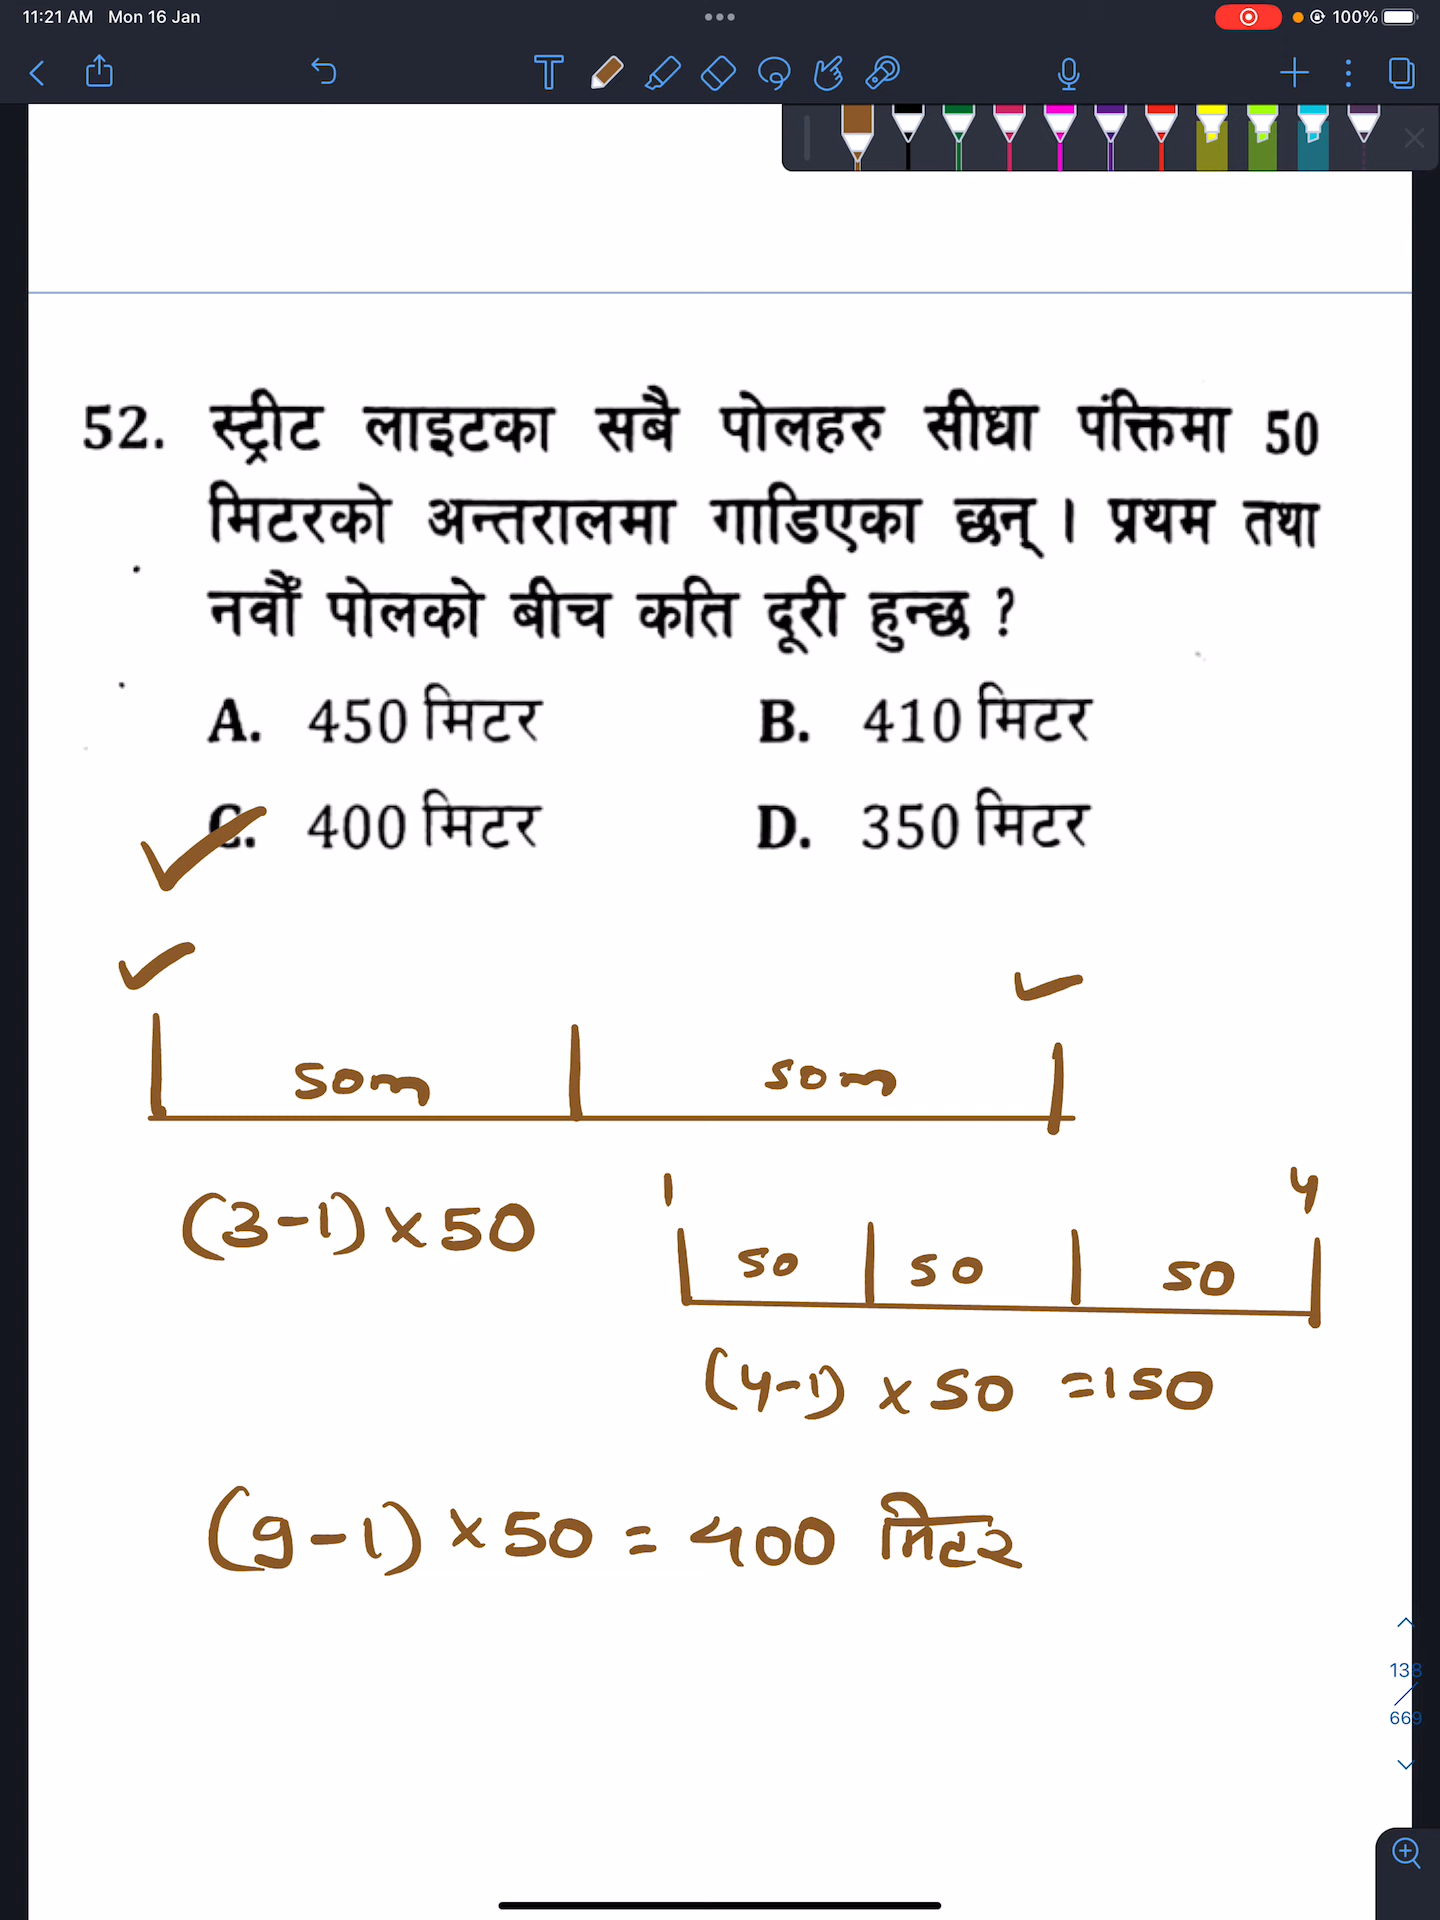 11:21 AM Mon 16 Jan
100%
52. स्ट्रीट लाइटका सबै पोलहरु सीधा पंक्तिमा 50
मिटरको अन्तरालमा गाडिएका छन् । प्रथम तथा
नवौँ पोलको बीच कति दूरी हुन्छ ?
A. 450 मिटर B. 410 मिटर
C. 400 मिटर D. 350 मिटर
50m 50m
(3-1) × 50
1 4
50 50 50
(4-1) × 50 = 150
(9-1) × 50 = 400 मिटर
138
669